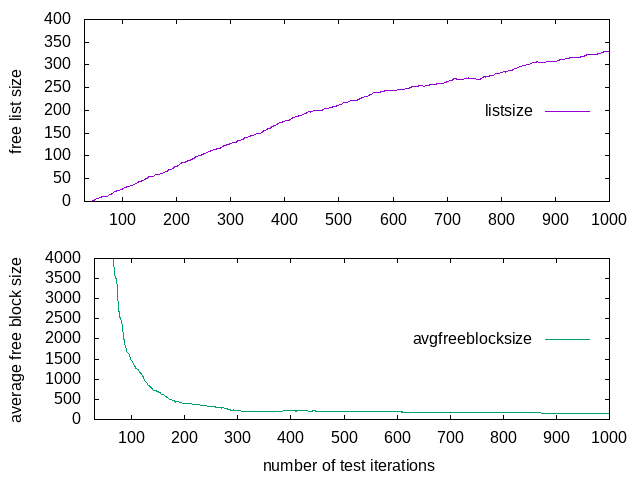 free list size
400
350
300
250
200
150
100
50
0
listsize
100 200 300 400 500 600 700 800 900 1000
average free block size
4000
3500
3000
2500
2000
1500
1000
500
0
avgfreeblocksize
100 200 300 400 500 600 700 800 900 1000
number of test iterations